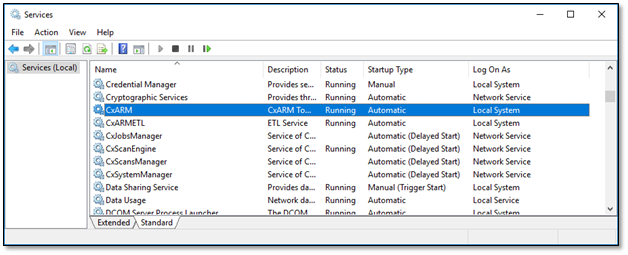 Services
File Action View Help
Services (Local)
Name Description Status Startup Type Log On As
Credential Manager Provides se... Running Manual Local System
Cryptographic Services Provides thr... Running Automatic Network Service
CxARM CxARM To... Running Automatic Local System
CxARMETL ETL Service Running Automatic Local System
CxJobsManager Service of C... Automatic (Delayed Start) Network Service
CxScanEngine Service of C... Running Automatic (Delayed Start) Network Service
CxScansManager Service of C... Automatic (Delayed Start) Network Service
CxSystemManager Service of C... Automatic (Delayed Start) Network Service
Data Sharing Service Provides da... Running Manual (Trigger Start) Local System
Data Usage Network da... Running Automatic Local Service
DCOM Server Process Launcher The DCOM Running Automatic Local System
Extended Standard